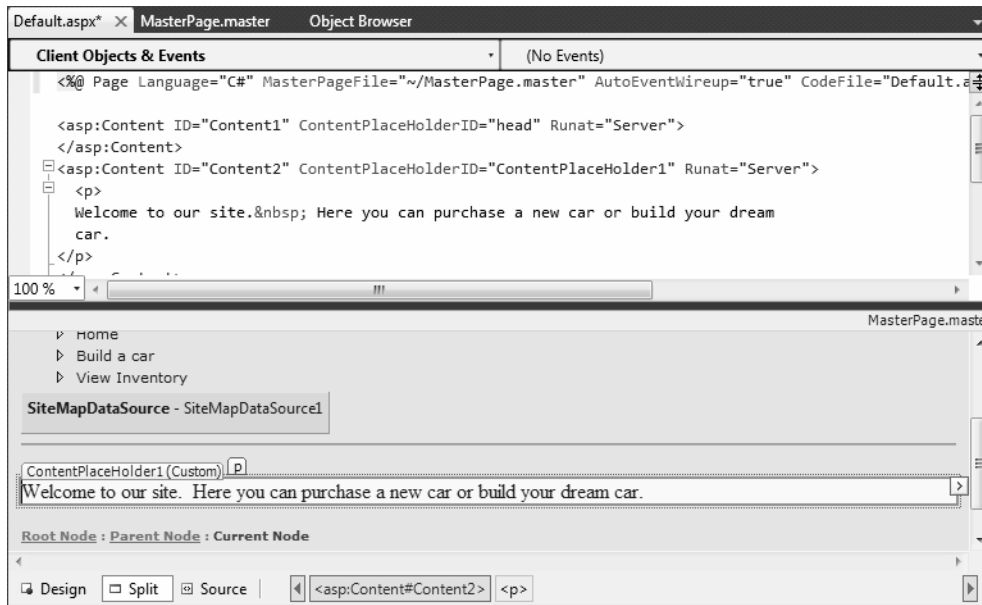 Default.aspx* × MasterPage.master Object Browser
Client Objects & Events (No Events)
<%@ Page Language="C#" MasterPageFile="~/MasterPage.master" AutoEventWireup="true" CodeFile="Default.a
<asp:Content ID="Content1" ContentPlaceHolderID="head" Runat="Server">
</asp:Content>
<asp:Content ID="Content2" ContentPlaceHolderID="ContentPlaceHolder1" Runat="Server">
<p>
Welcome to our site.&nbsp; Here you can purchase a new car or build your dream
car.
</p>
100 %
MasterPage.maste
Home
Build a car
View Inventory
SiteMapDataSource - SiteMapDataSource1
ContentPlaceHolder1 (Custom) p
Welcome to our site.  Here you can purchase a new car or build your dream car.
Root Node : Parent Node : Current Node
Design Split Source <asp:Content#Content2> <p>